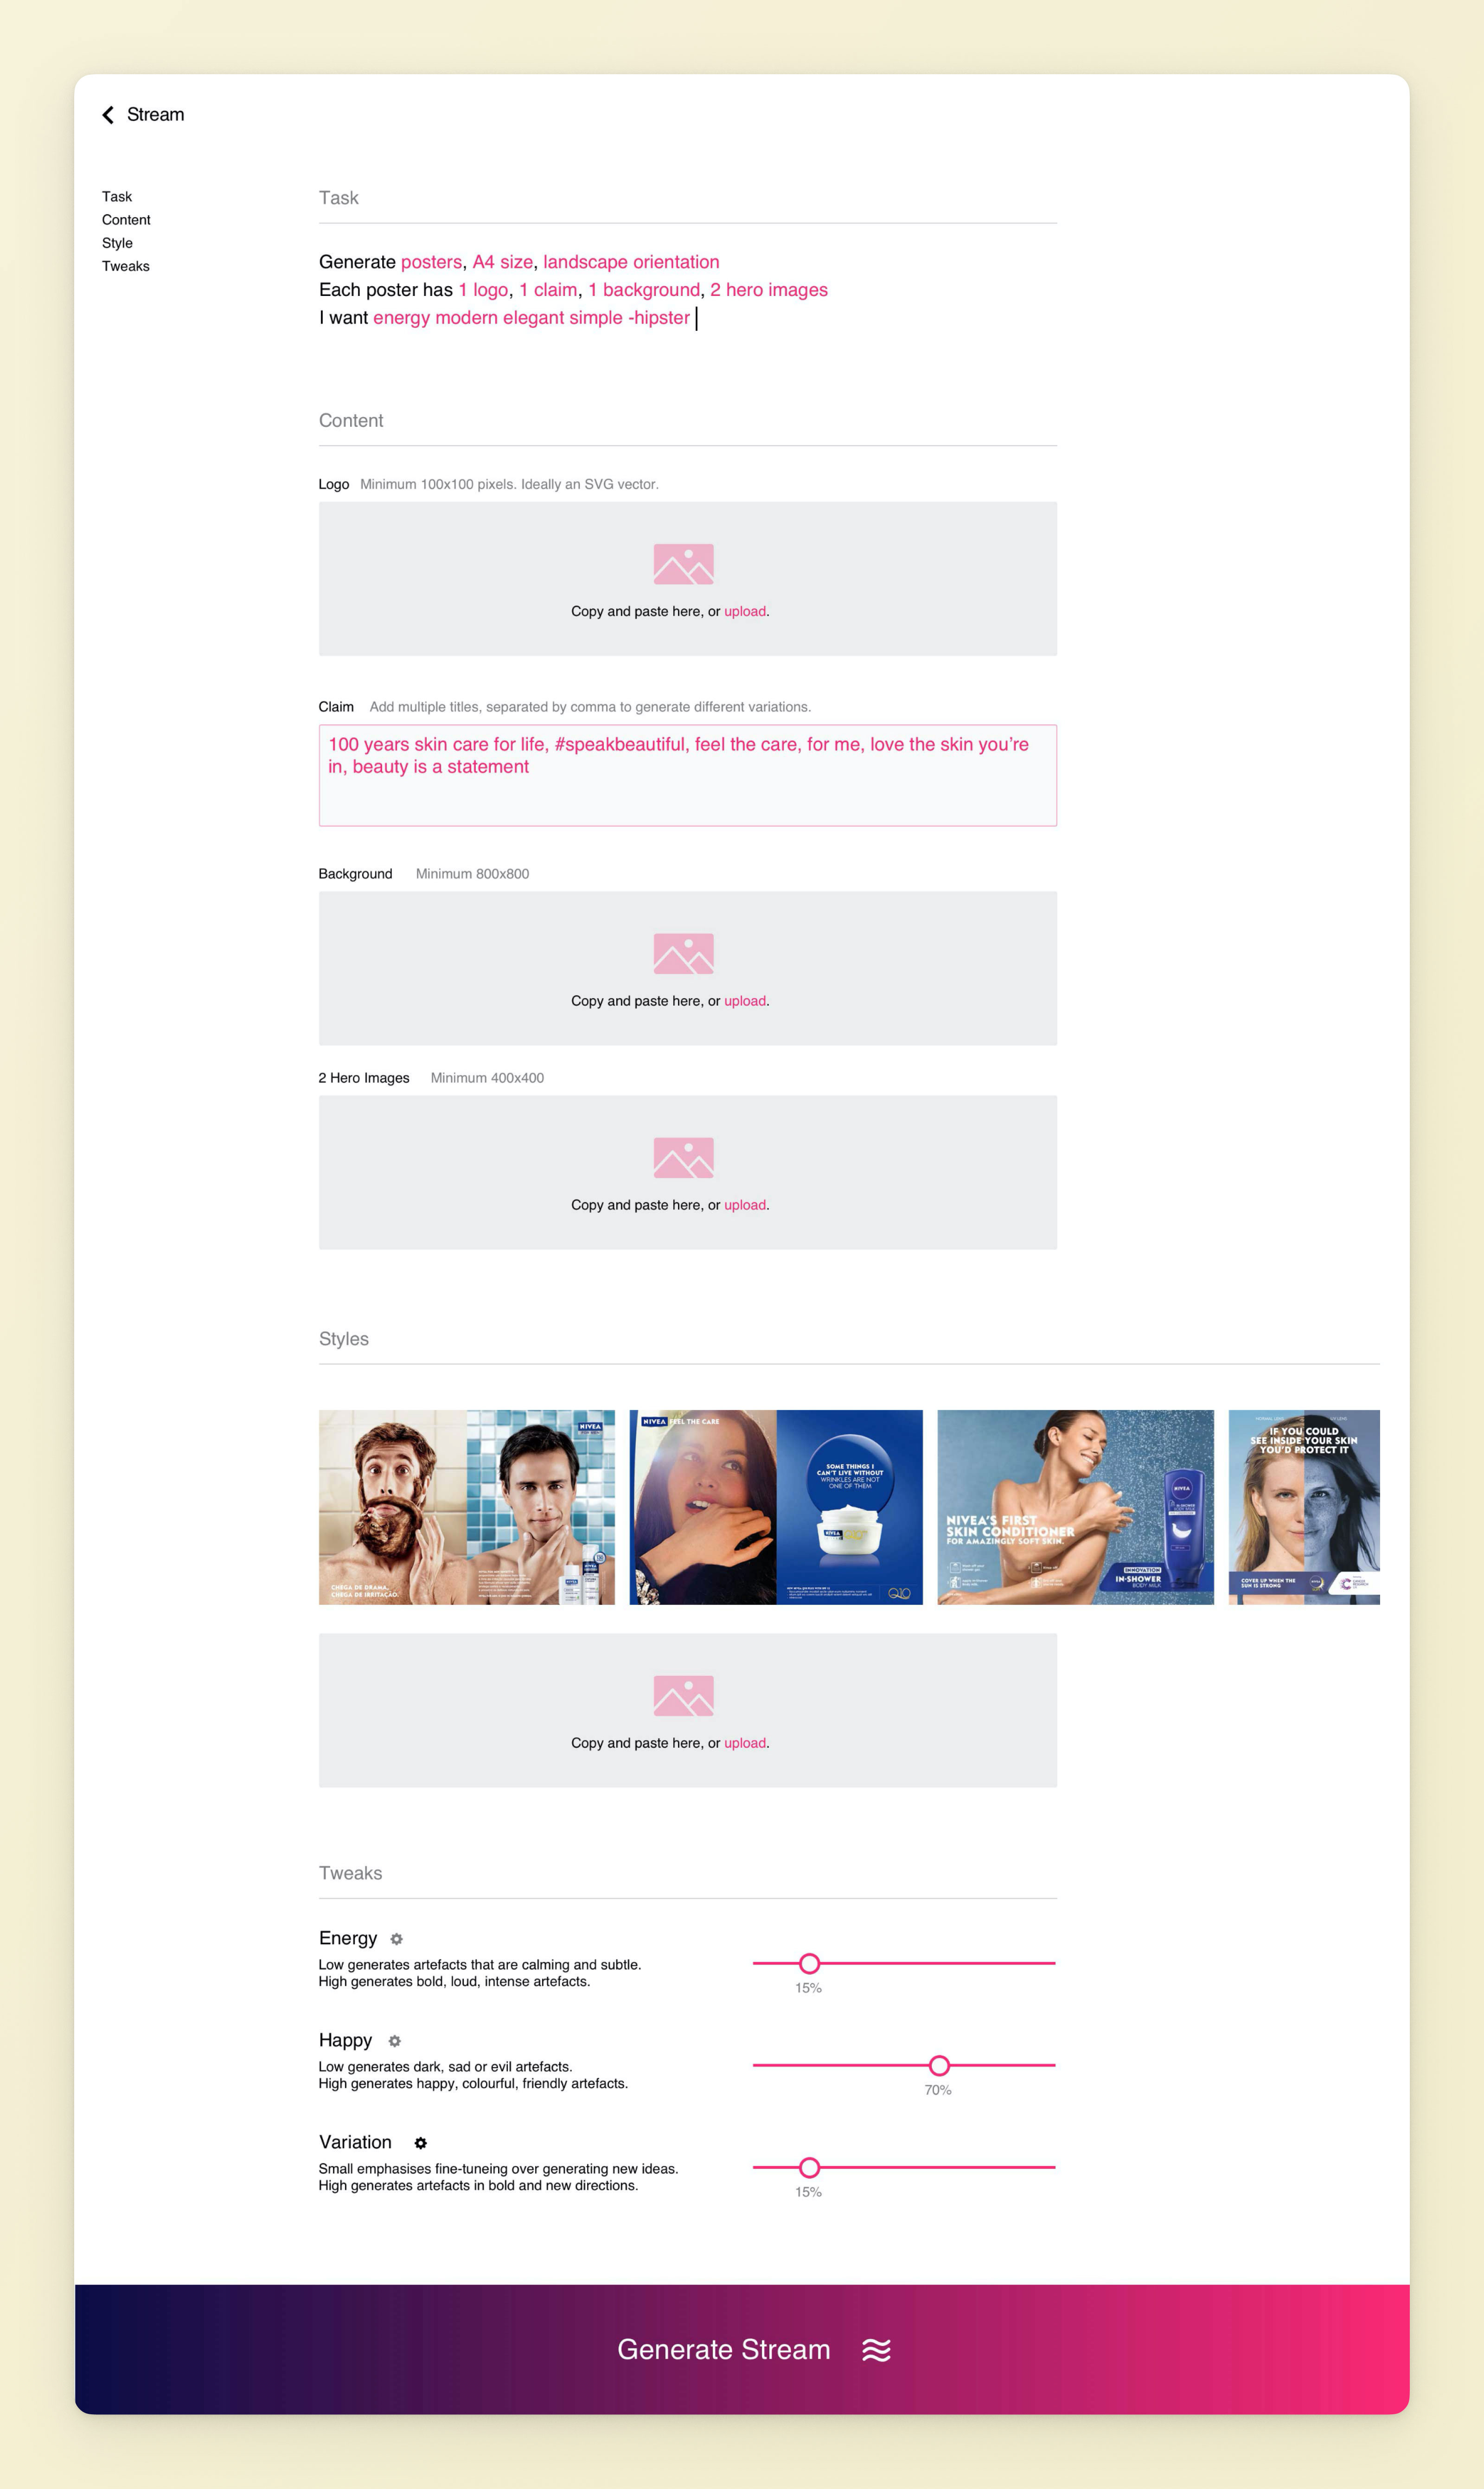 Stream
Task
Content
Style
Tweaks
Task
Generate posters, A4 size, landscape orientation
Each poster has 1 logo, 1 claim, 1 background, 2 hero images
I want energy modern elegant simple -hipster
Content
Logo Minimum 100x100 pixels. Ideally an SVG vector.
Copy and paste here, or upload.
Claim Add multiple titles, separated by comma to generate different variations.
100 years skin care for life, #speakbeautiful, feel the care, for me, love the skin you’re
in, beauty is a statement
Background Minimum 800x800
Copy and paste here, or upload.
2 Hero Images Minimum 400x400
Copy and paste here, or upload.
Styles
NIVEA
CHEGA DE DRAMA.
CHEGA DE IRRITAÇÃO.
NIVEA FEEL THE CARE
SOME THINGS I
CAN'T LIVE WITHOUT
WRINKLES ARE NOT
ONE OF THEM
NIVEA
Q10
NIVEA'S FIRST
SKIN CONDITIONER
FOR AMAZINGLY SOFT SKIN.
NIVEA
INNOVATION
IN-SHOWER
BODY MILK
IF YOU COULD
SEE INSIDE YOUR SKIN
YOU'D PROTECT IT
COVER UP WHEN THE
SUN IS STRONG
Copy and paste here, or upload.
Tweaks
Energy
Low generates artefacts that are calming and subtle.
High generates bold, loud, intense artefacts.
15%
Happy
Low generates dark, sad or evil artefacts.
High generates happy, colourful, friendly artefacts.
70%
Variation
Small emphasises fine-tuneing over generating new ideas.
High generates artefacts in bold and new directions.
15%
Generate Stream